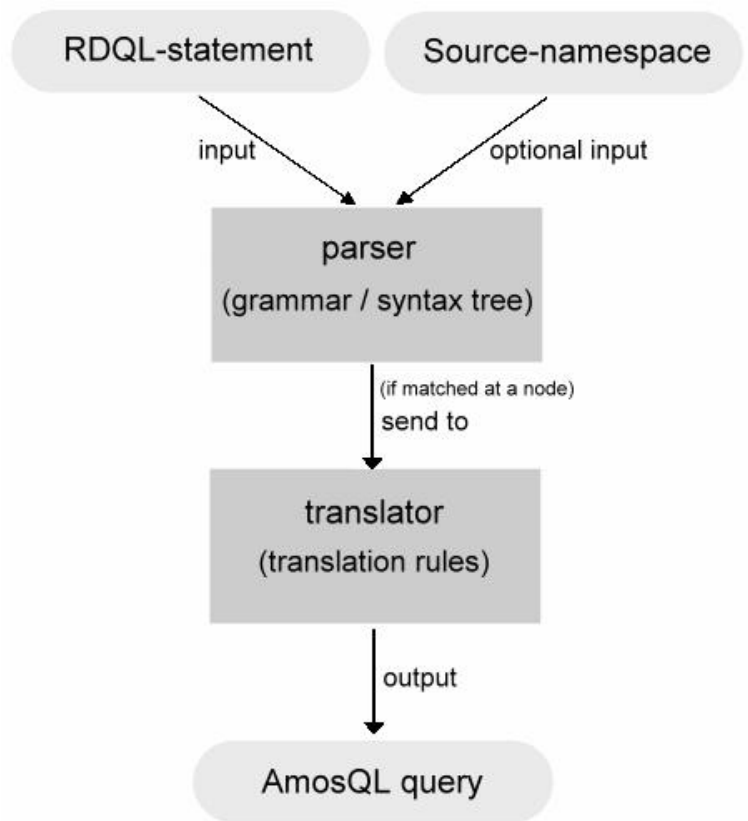 RDQL-statement
Source-namespace
input
optional input
parser
(grammar / syntax tree)
(if matched at a node)
send to
translator
(translation rules)
output
AmosQL query